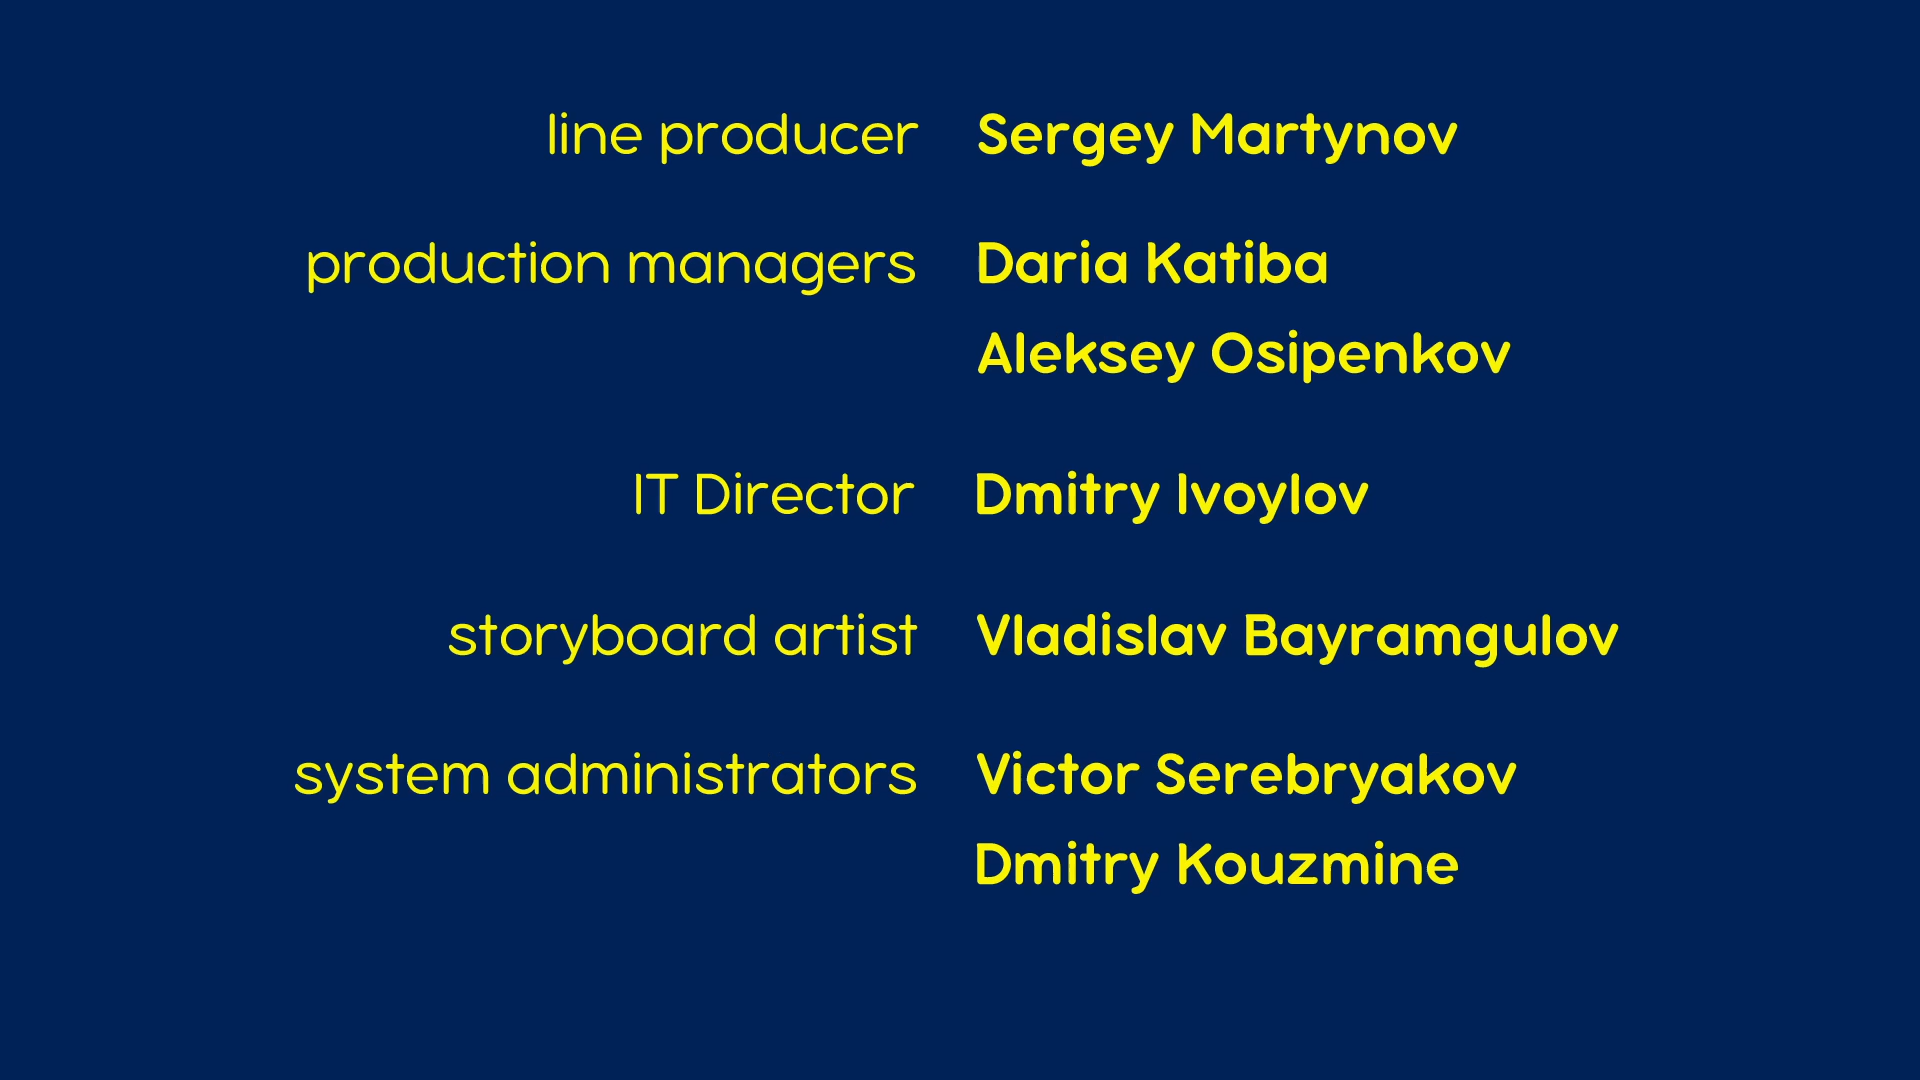 line producer Sergey Martynov
production managers Daria Katiba
Aleksey Osipenkov
IT Director Dmitry Ivoylov
storyboard artist Vladislav Bayramgulov
system administrators Victor Serebryakov
Dmitry Kouzmine